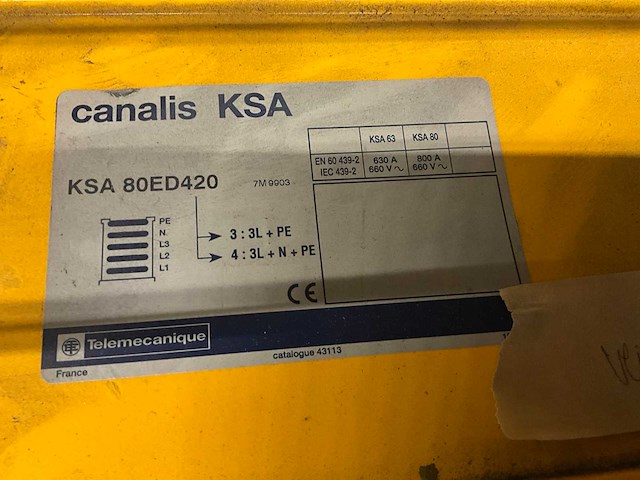 canalis KSA
KSA 63 KSA 80
EN 60 439-2 630 A 800 A
IEC 439-2 660 V ∿ 660 V ∿
KSA 80ED420 7M 9903
PE
N
L3
L2
L1
3 : 3L + PE
4 : 3L + N + PE
CE
Telemecanique
France
catalogue 43113